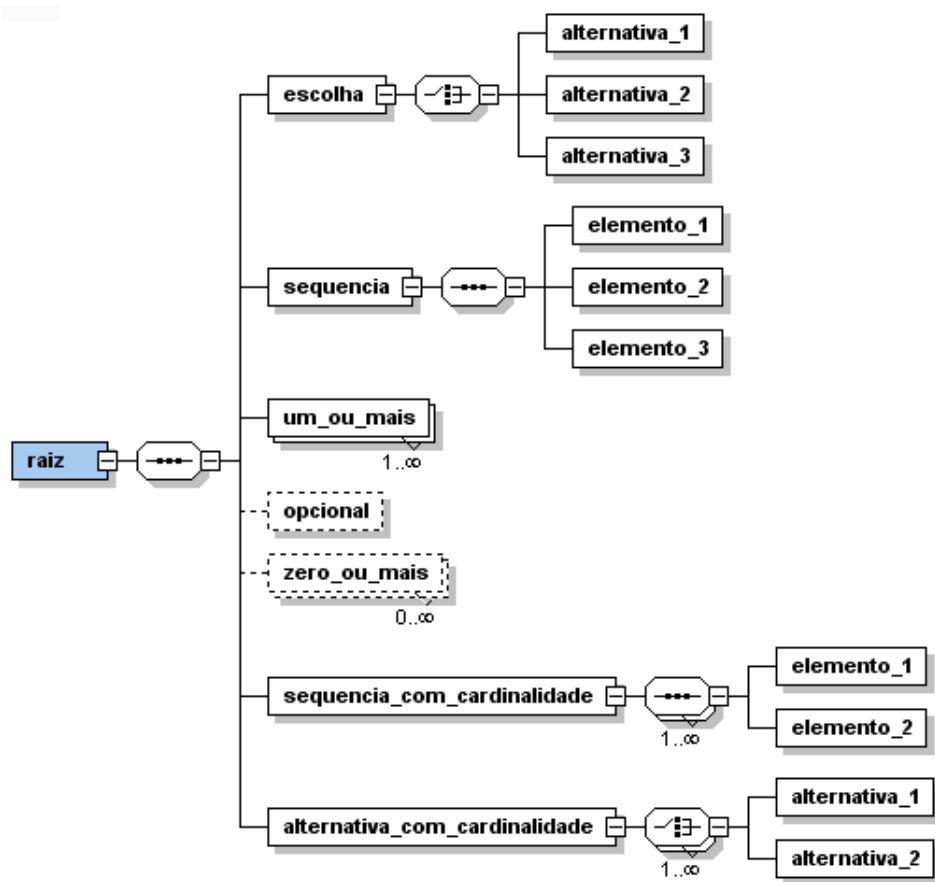 alternativa_1
escolha
alternativa_2
alternativa_3
elemento_1
sequencia
elemento_2
elemento_3
um_ou_mais
1..∞
raiz
opcional
zero_ou_mais
0..∞
elemento_1
sequencia_com_cardinalidade
1..∞
elemento_2
alternativa_1
alternativa_com_cardinalidade
1..∞
alternativa_2